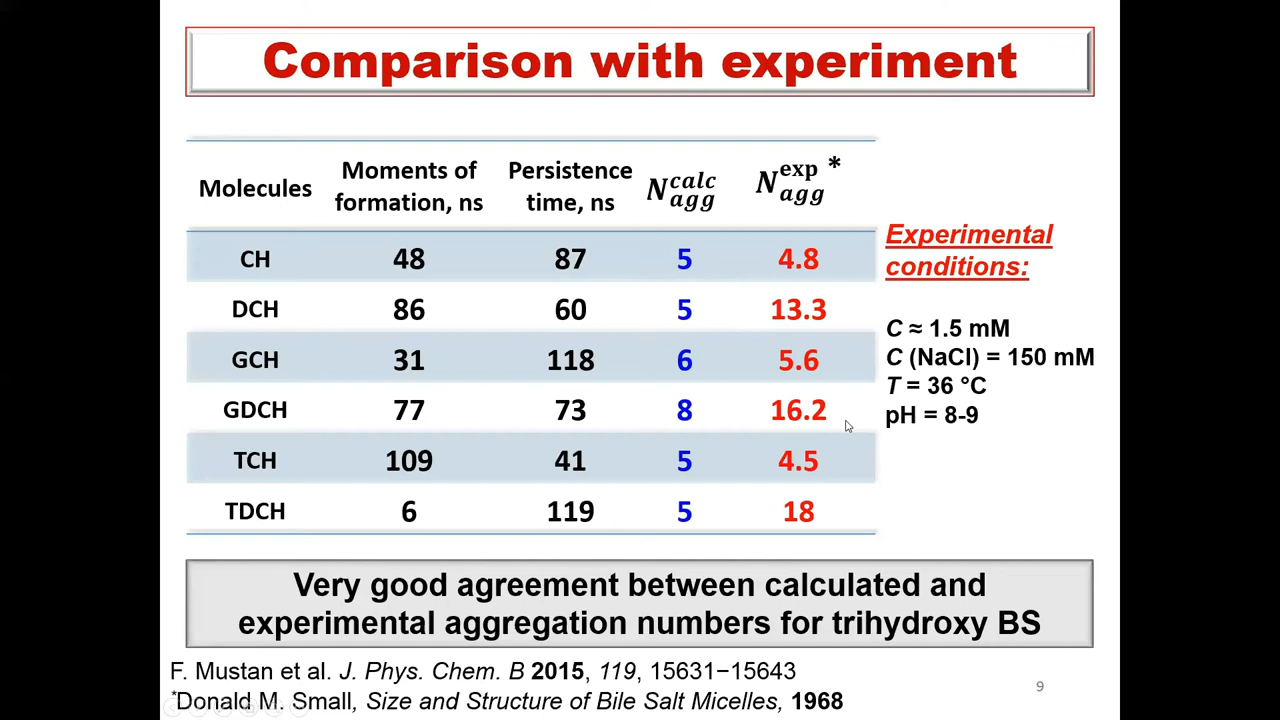 Comparison with experiment
Molecules Moments of formation, ns Persistence time, ns N_agg^calc N_agg^exp *
CH 48 87 5 4.8
DCH 86 60 5 13.3
GCH 31 118 6 5.6
GDCH 77 73 8 16.2
TCH 109 41 5 4.5
TDCH 6 119 5 18
Experimental
conditions:
C ≈ 1.5 mM
C (NaCl) = 150 mM
T = 36 °C
pH = 8-9
Very good agreement between calculated and
experimental aggregation numbers for trihydroxy BS
F. Mustan et al. J. Phys. Chem. B 2015, 119, 15631−15643
*Donald M. Small, Size and Structure of Bile Salt Micelles, 1968
9